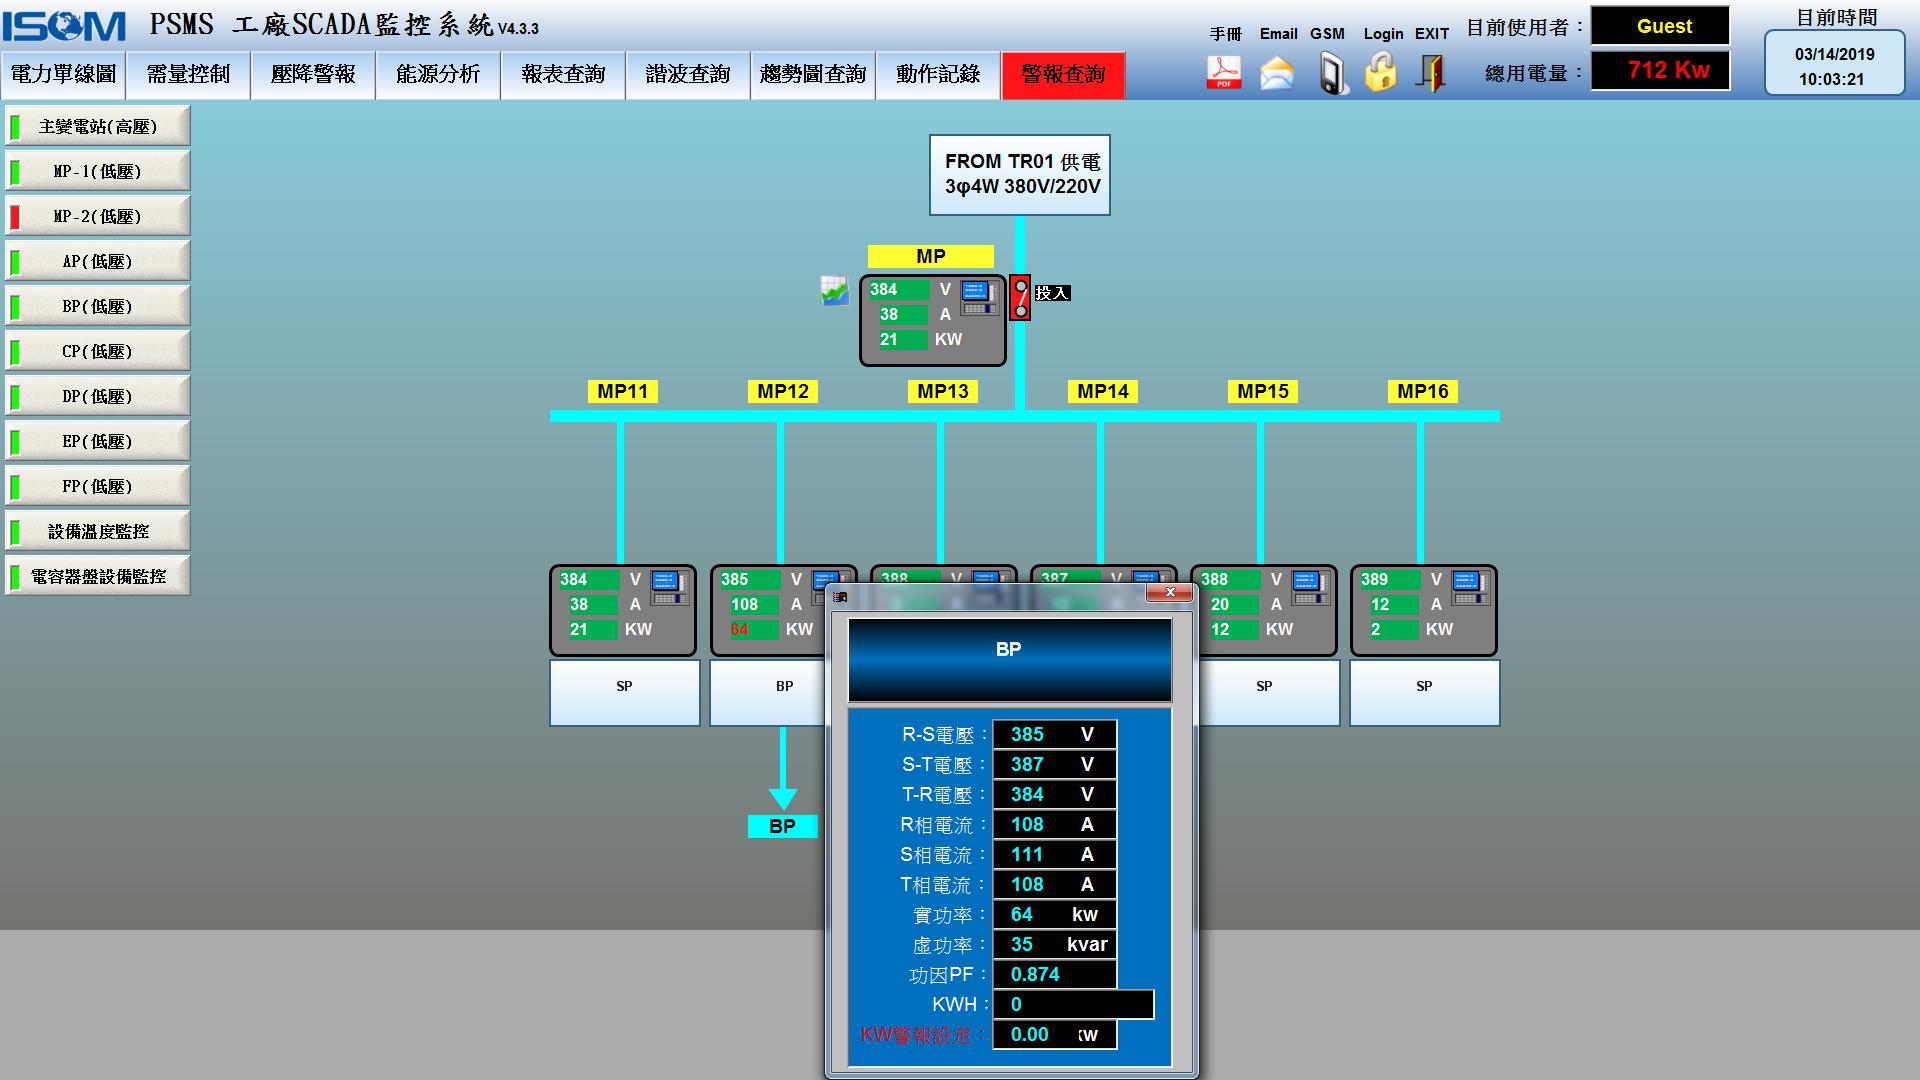 ISOM
PSMS 工廠SCADA監控系統 V4.3.3
手冊 Email GSM Login EXIT
目前使用者： Guest
總用電量： 712 Kw
目前時間
03/14/2019
10:03:21
電力單線圖 需量控制 壓降警報 能源分析 報表查詢 諧波查詢 趨勢圖查詢 動作記錄 警報查詢
PDF
主變電站(高壓)
MP-1(低壓)
MP-2(低壓)
AP(低壓)
BP(低壓)
CP(低壓)
DP(低壓)
EP(低壓)
FP(低壓)
設備溫度監控
電容器盤設備監控
FROM TR01 供電
3φ4W 380V/220V
MP
384 V
38 A
21 KW
投入
MP11 MP12 MP13 MP14 MP15 MP16
384 V
38 A
21 KW
SP
385 V
108 A
64 KW
BP
BP
388 V
387 V
388 V
20 A
12 KW
SP
389 V
12 A
2 KW
SP
BP
R-S電壓： 385 V
S-T電壓： 387 V
T-R電壓： 384 V
R相電流： 108 A
S相電流： 111 A
T相電流： 108 A
實功率： 64 kw
虛功率： 35 kvar
功因PF： 0.874
KWH： 0
KW警報設定： 0.00 kw